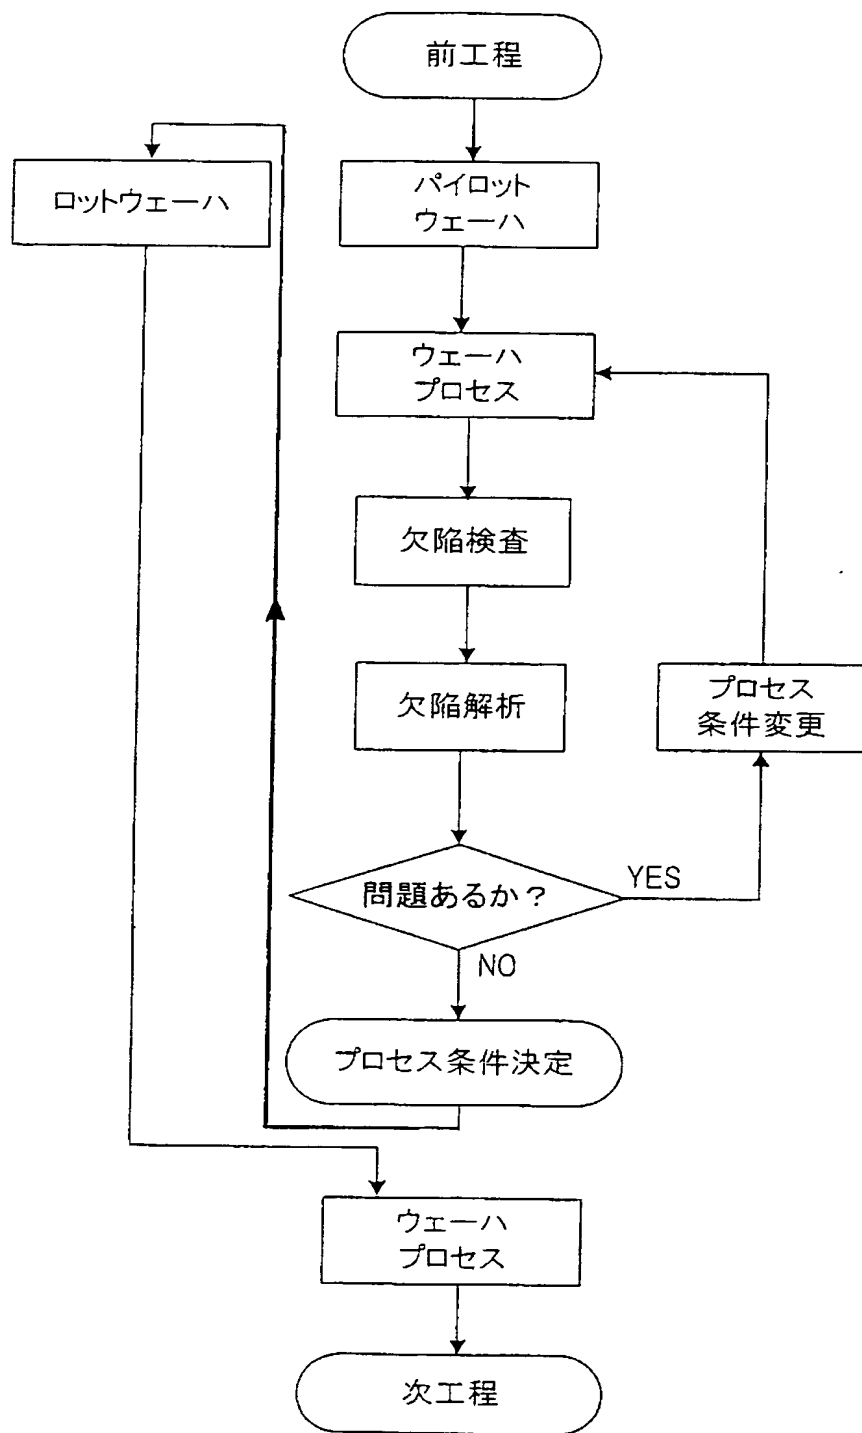 前工程
ロットウェーハ
パイロット
ウェーハ
ウェーハ
プロセス
欠陥検査
欠陥解析
プロセス
条件変更
問題あるか？
YES
NO
プロセス条件決定
ウェーハ
プロセス
次工程